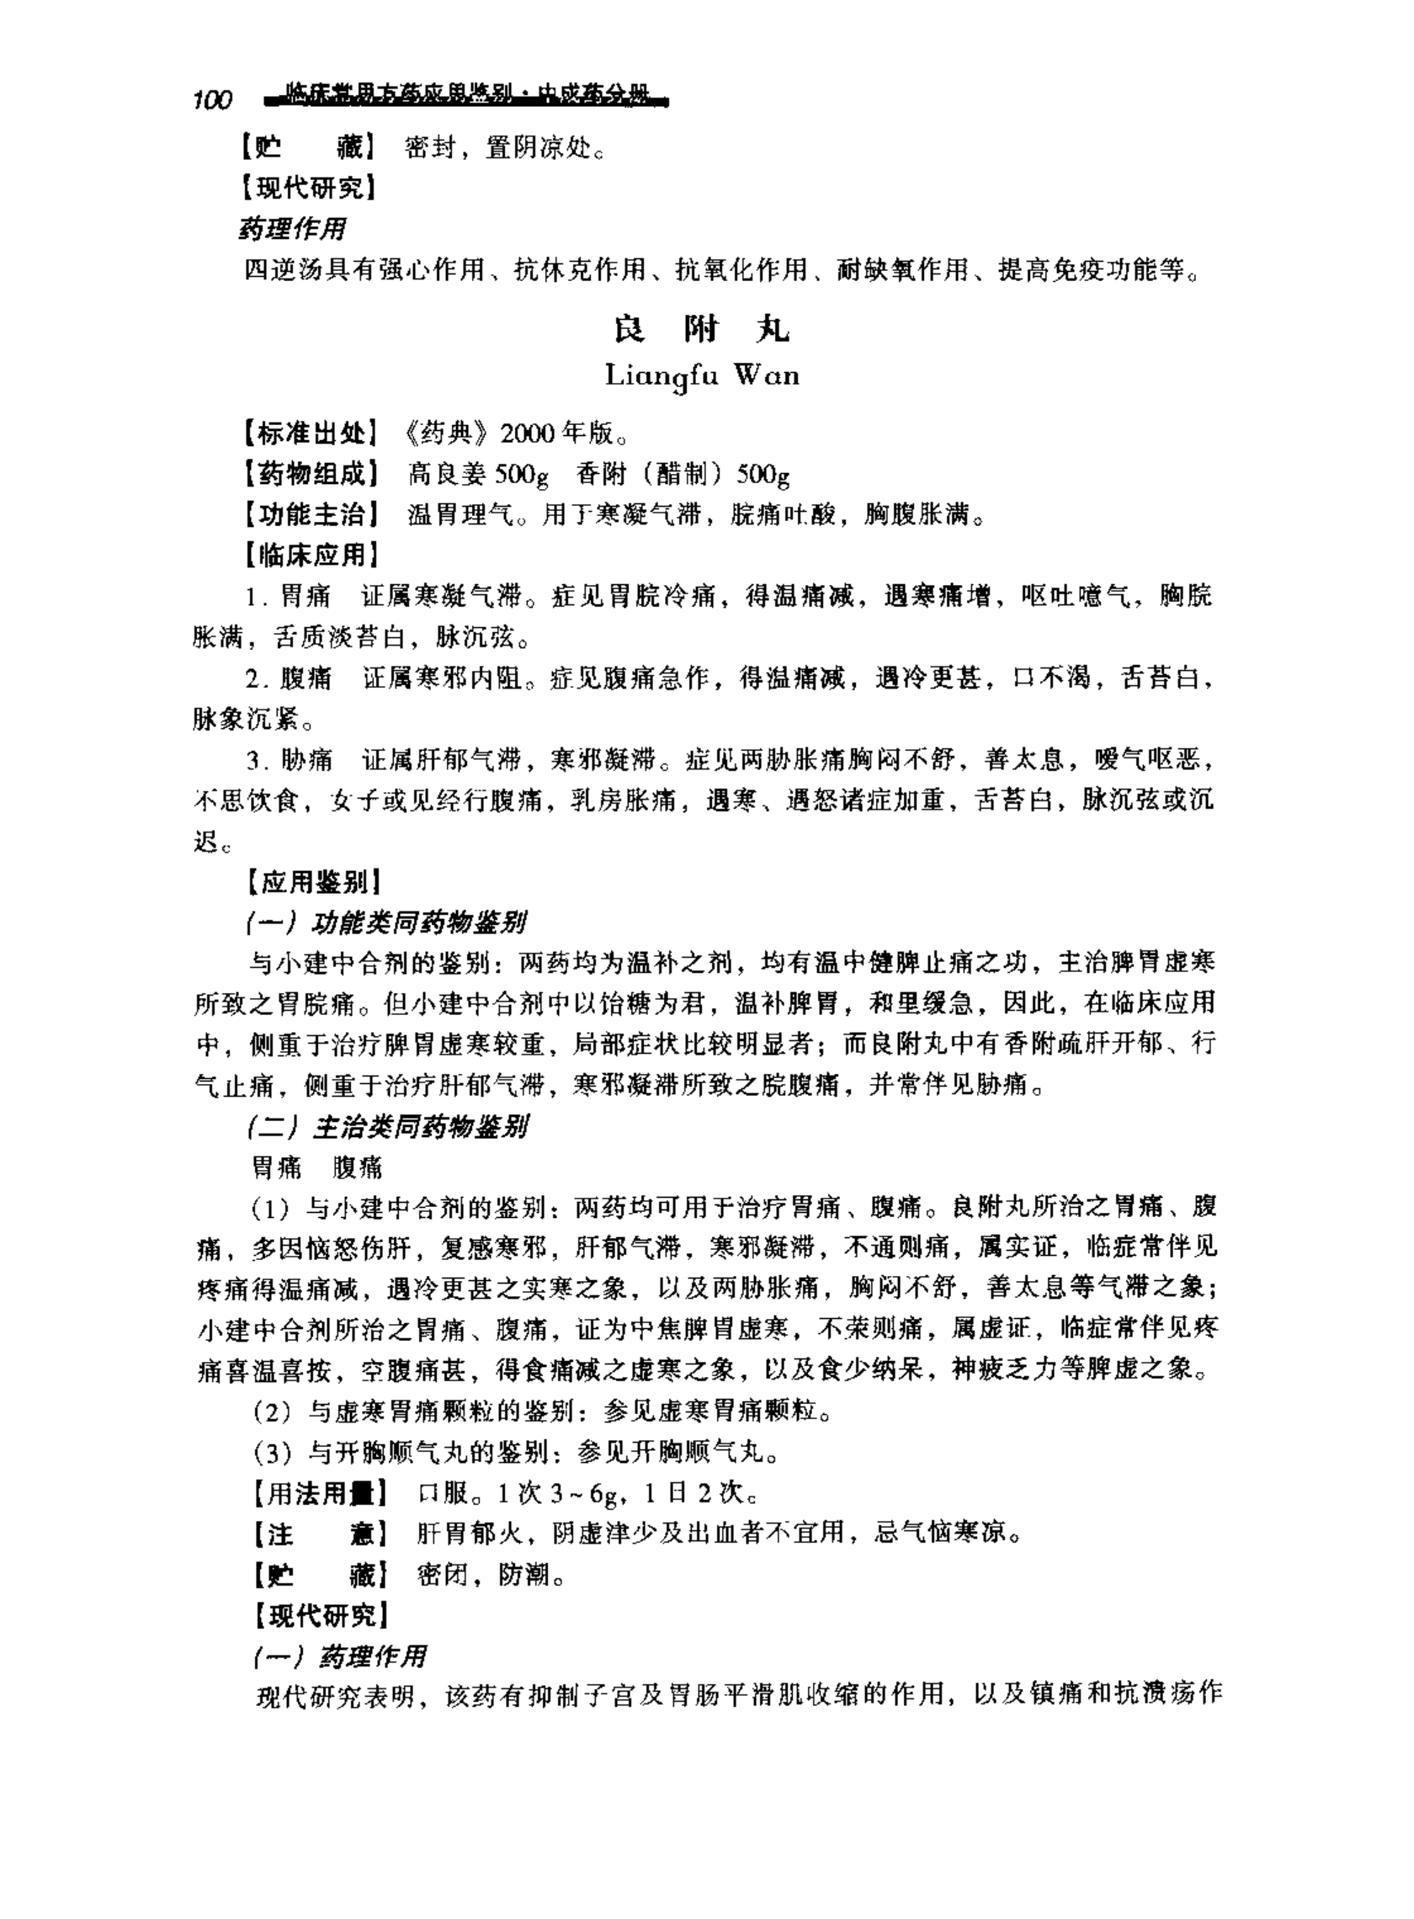 100 临床常用方药应用鉴别·中成药分册
【贮　　藏】 密封，置阴凉处。
【现代研究】
药理作用
四逆汤具有强心作用、抗休克作用、抗氧化作用、耐缺氧作用、提高免疫功能等。
良　附　丸
Liangfu Wan
【标准出处】 《药典》2000年版。
【药物组成】 高良姜 500g　香附（醋制）500g
【功能主治】 温胃理气。用于寒凝气滞，脘痛吐酸，胸腹胀满。
【临床应用】
1. 胃痛　证属寒凝气滞。症见胃脘冷痛，得温痛减，遇寒痛增，呕吐噫气，胸脘
胀满，舌质淡苔白，脉沉弦。
2. 腹痛　证属寒邪内阻。症见腹痛急作，得温痛减，遇冷更甚，口不渴，舌苔白，
脉象沉紧。
3. 胁痛　证属肝郁气滞，寒邪凝滞。症见两胁胀痛胸闷不舒，善太息，嗳气呕恶，
不思饮食，女子或见经行腹痛，乳房胀痛，遇寒、遇怒诸症加重，舌苔白，脉沉弦或沉
迟。
【应用鉴别】
（一）功能类同药物鉴别
与小建中合剂的鉴别：两药均为温补之剂，均有温中健脾止痛之功，主治脾胃虚寒
所致之胃脘痛。但小建中合剂中以饴糖为君，温补脾胃，和里缓急，因此，在临床应用
中，侧重于治疗脾胃虚寒较重，局部症状比较明显者；而良附丸中有香附疏肝开郁、行
气止痛，侧重于治疗肝郁气滞，寒邪凝滞所致之脘腹痛，并常伴见胁痛。
（二）主治类同药物鉴别
胃痛　腹痛
（1）与小建中合剂的鉴别：两药均可用于治疗胃痛、腹痛。良附丸所治之胃痛、腹
痛，多因恼怒伤肝，复感寒邪，肝郁气滞，寒邪凝滞，不通则痛，属实证，临症常伴见
疼痛得温痛减，遇冷更甚之实寒之象，以及两胁胀痛，胸闷不舒，善太息等气滞之象；
小建中合剂所治之胃痛、腹痛，证为中焦脾胃虚寒，不荣则痛，属虚证，临症常伴见疼
痛喜温喜按，空腹痛甚，得食痛减之虚寒之象，以及食少纳呆，神疲乏力等脾虚之象。
（2）与虚寒胃痛颗粒的鉴别：参见虚寒胃痛颗粒。
（3）与开胸顺气丸的鉴别：参见开胸顺气丸。
【用法用量】 口服。1次3~6g，1日2次。
【注　　意】 肝胃郁火，阴虚津少及出血者不宜用，忌气恼寒凉。
【贮　　藏】 密闭，防潮。
【现代研究】
（一）药理作用
现代研究表明，该药有抑制子宫及胃肠平滑肌收缩的作用，以及镇痛和抗溃疡作